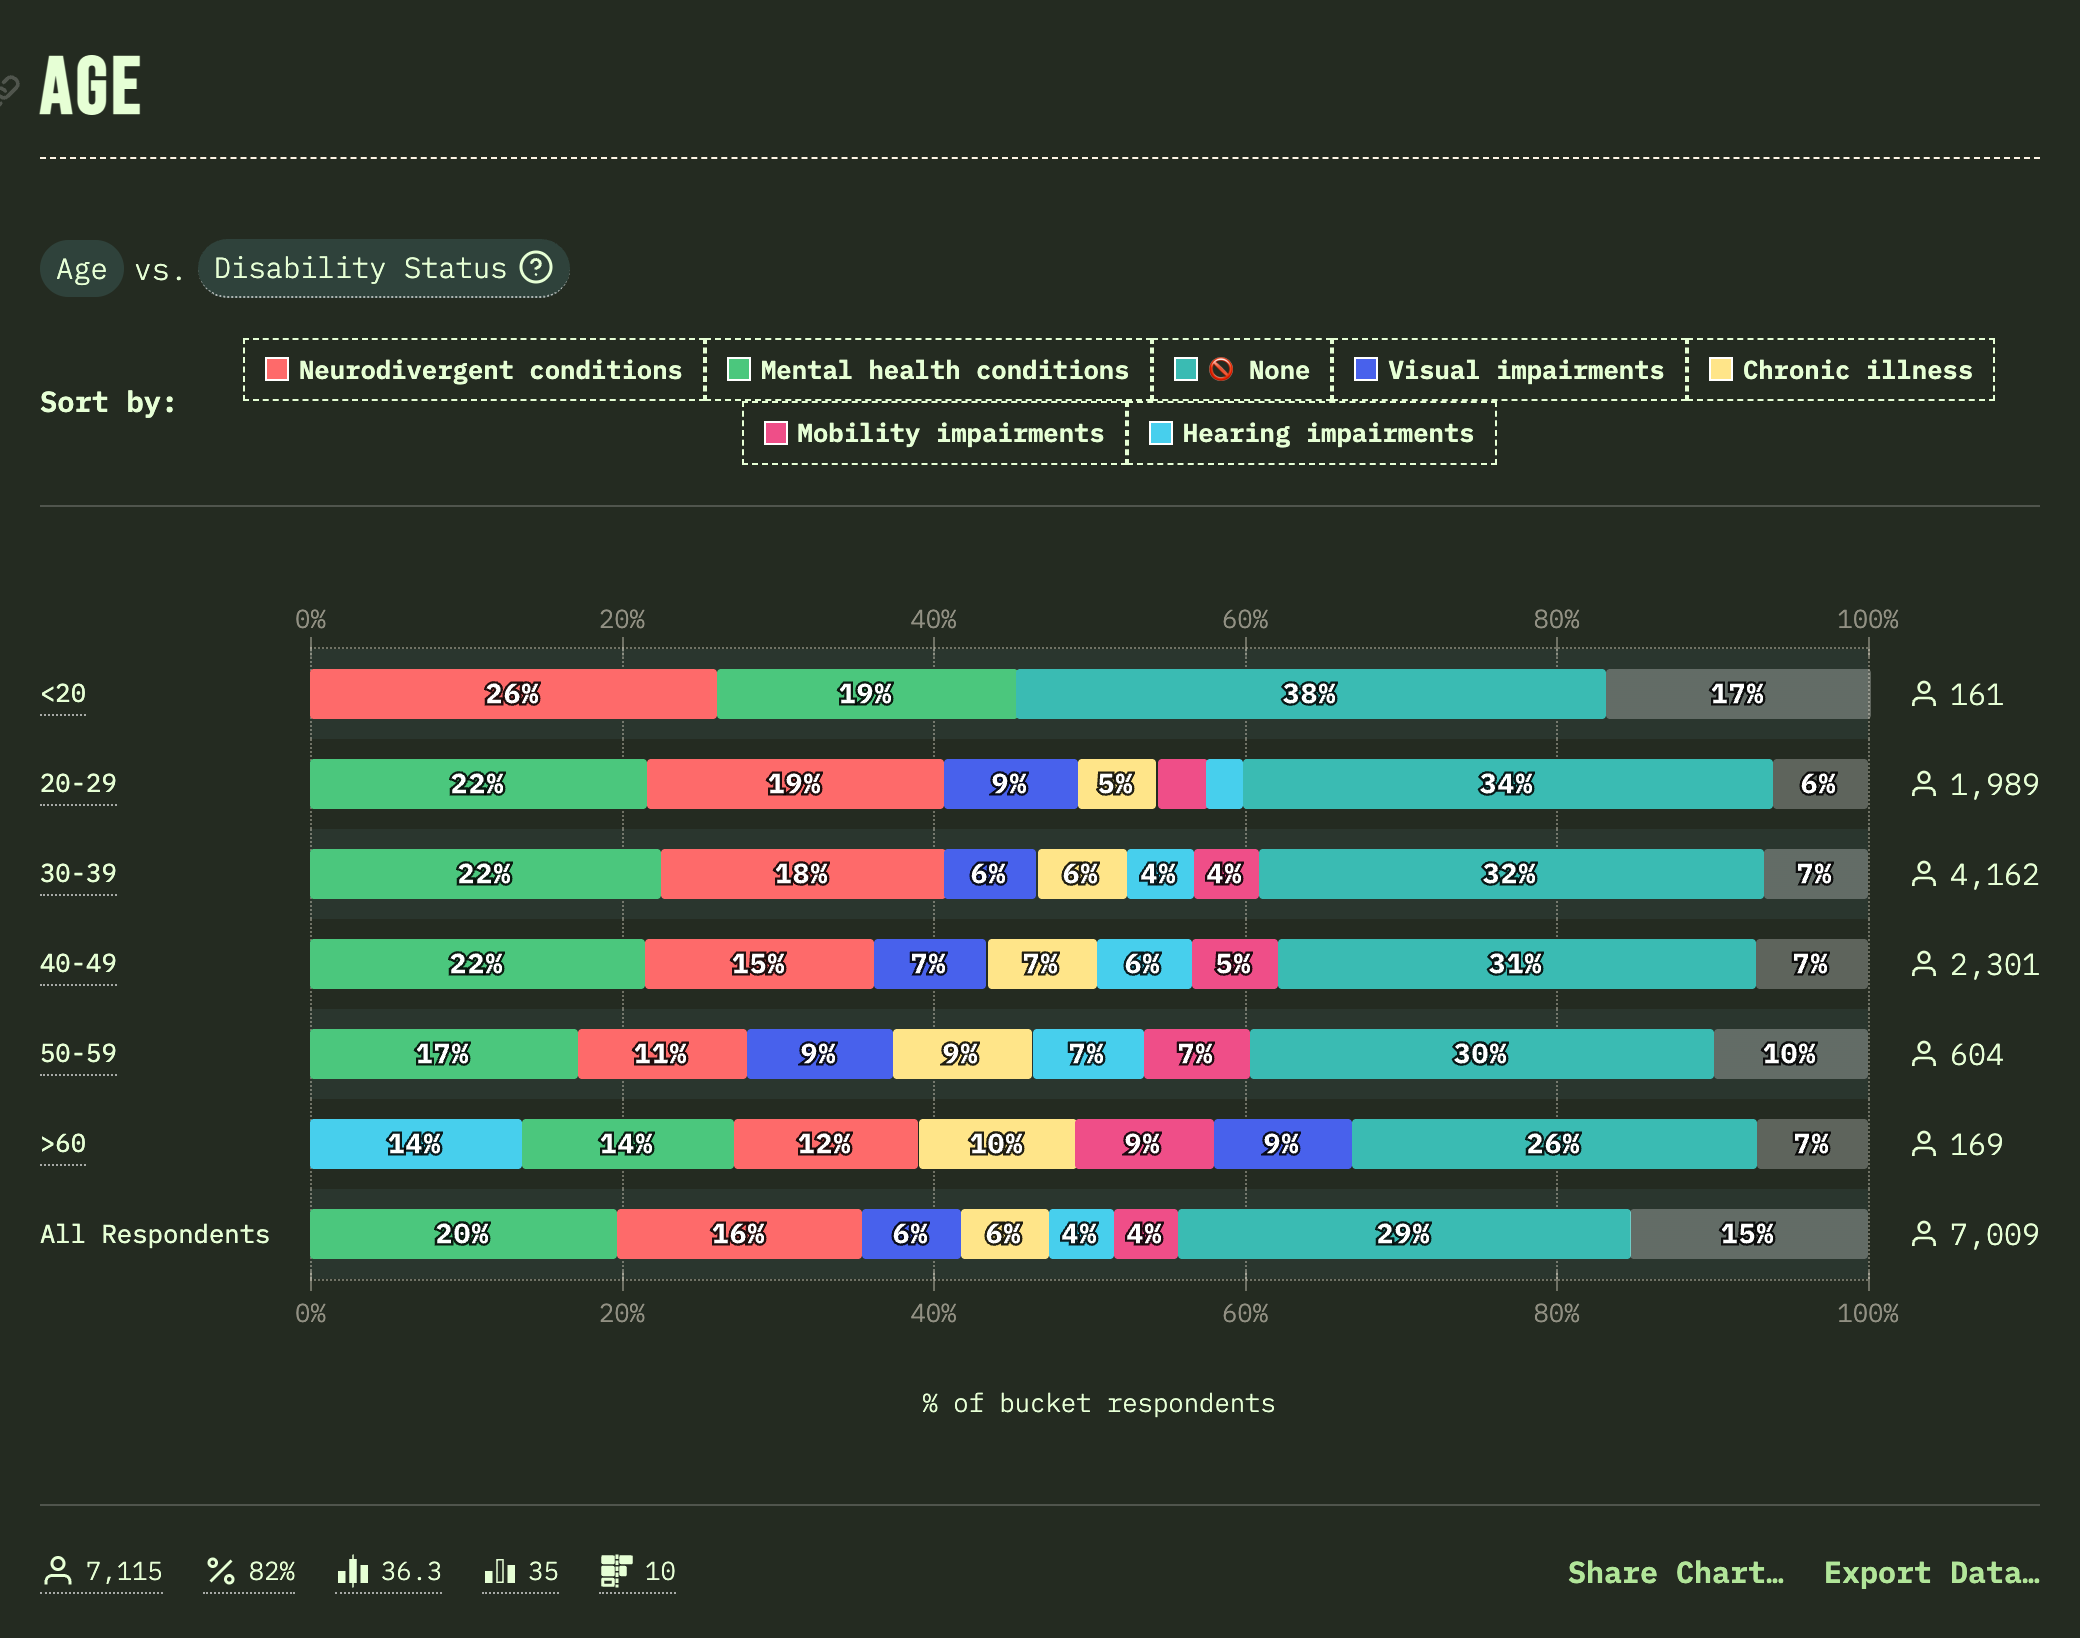 AGE
Age vs. Disability Status ?
Sort by:
Neurodivergent conditions Mental health conditions 🚫 None Visual impairments Chronic illness
Mobility impairments Hearing impairments
0% 20% 40% 60% 80% 100%
<20 26% 19% 38% 17% 161
20-29 22% 19% 9% 5% 34% 6% 1,989
30-39 22% 18% 6% 6% 4% 4% 32% 7% 4,162
40-49 22% 15% 7% 7% 6% 5% 31% 7% 2,301
50-59 17% 11% 9% 9% 7% 7% 30% 10% 604
>60 14% 14% 12% 10% 9% 9% 26% 7% 169
All Respondents 20% 16% 6% 6% 4% 4% 29% 15% 7,009
0% 20% 40% 60% 80% 100%
% of bucket respondents
7,115 82% 36.3 35 10 Share Chart… Export Data…